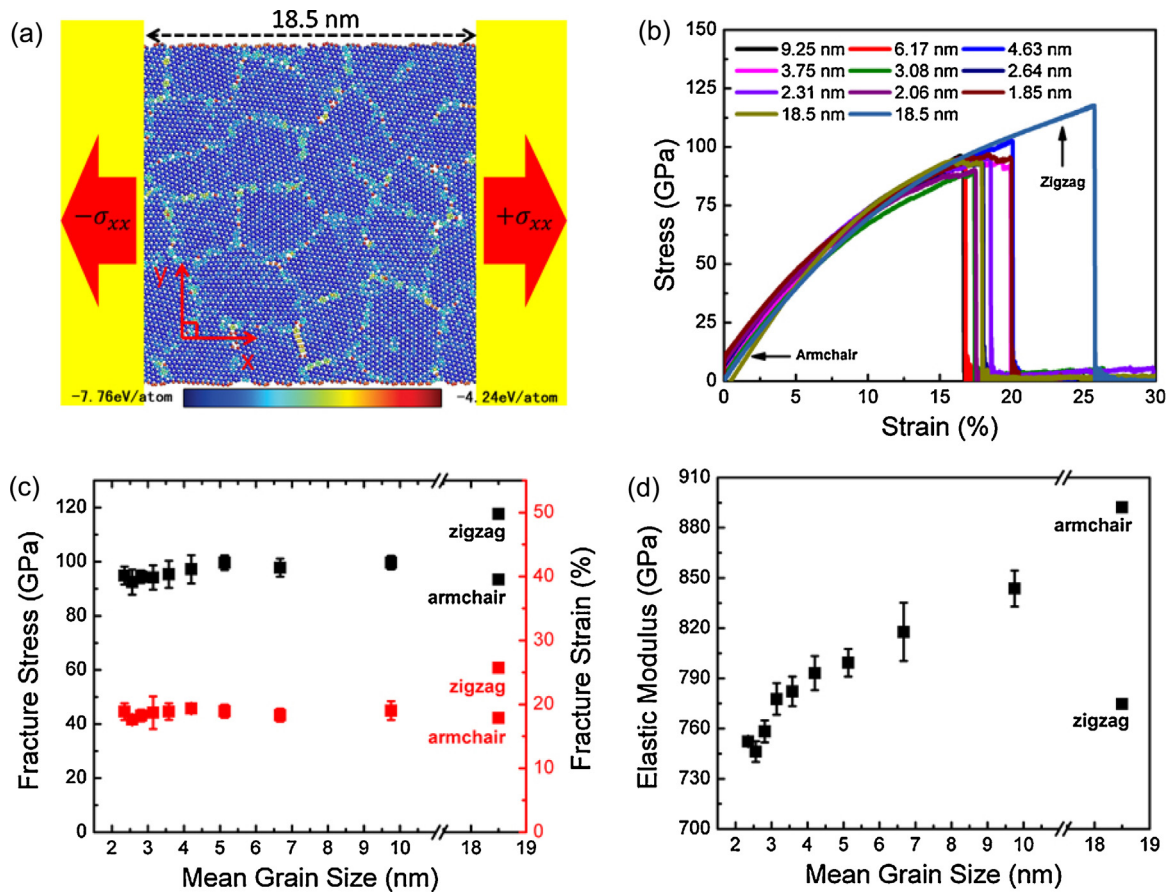 (a)
18.5 nm
−σxx
+σxx
y
x
−7.76eV/atom
−4.24eV/atom
(b)
150
125
100
75
50
25
0
Stress (GPa)
9.25 nm 6.17 nm 4.63 nm
3.75 nm 3.08 nm 2.64 nm
2.31 nm 2.06 nm 1.85 nm
18.5 nm 18.5 nm
Zigzag
Armchair
0 5 10 15 20 25 30
Strain (%)
(c)
120
100
80
60
40
20
0
Fracture Stress (GPa)
zigzag
armchair
zigzag
armchair
50
40
30
20
10
0
Fracture Strain (%)
2 3 4 5 6 7 8 9 10 18 19
Mean Grain Size (nm)
(d)
910
880
850
820
790
760
730
700
Elastic Modulus (GPa)
armchair
zigzag
2 3 4 5 6 7 8 9 10 18 19
Mean Grain Size (nm)